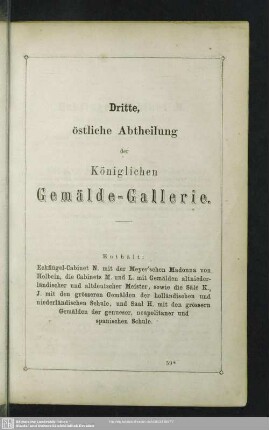 Dritte,
östliche Abtheilung
der
Königlichen
Gemälde-Gallerie.
Enthält:
Eckflügel-Cabinet N. mit der Meyer'schen Madonna von
Holbein, die Cabinete M. und L. mit Gemälden altnieder-
ländischer und altdeutscher Meister, sowie die Säle K.,
J. mit den grösseren Gemälden der holländischen und
niederländischen Schule, und Saal H. mit den grössern
Gemälden der genueser, neapolitaner und
spanischen Schule.